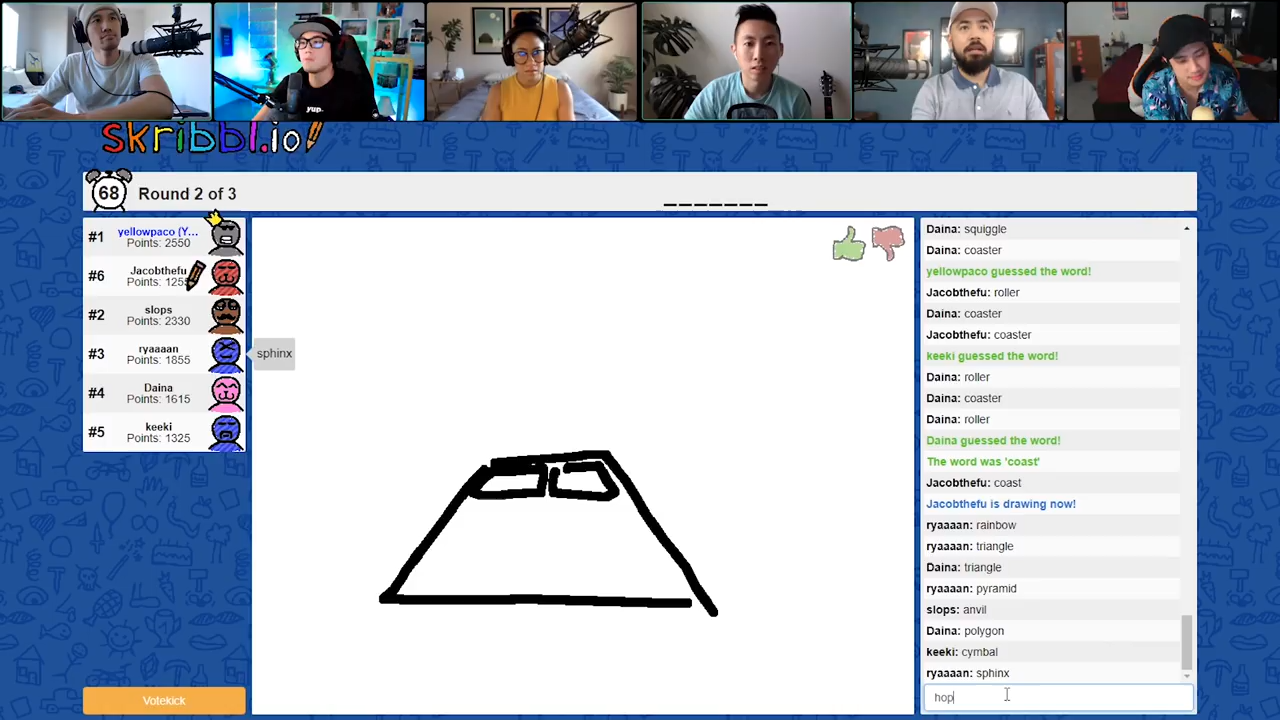 yup.
skribbl.io
68
Round 2 of 3
_ _ _ _ _ _ _
#1
yellowpaco (Y...
Points: 2550
#6
Jacobthefu
Points: 125
#2
slops
Points: 2330
#3
ryaaaan
Points: 1855
sphinx
#4
Daina
Points: 1615
#5
keeki
Points: 1325
Votekick
Daina: squiggle
Daina: coaster
yellowpaco guessed the word!
Jacobthefu: roller
Daina: coaster
Jacobthefu: coaster
keeki guessed the word!
Daina: roller
Daina: coaster
Daina: roller
Daina guessed the word!
The word was 'coast'
Jacobthefu: coast
Jacobthefu is drawing now!
ryaaaan: rainbow
ryaaaan: triangle
Daina: triangle
ryaaaan: pyramid
slops: anvil
Daina: polygon
keeki: cymbal
ryaaaan: sphinx
hop